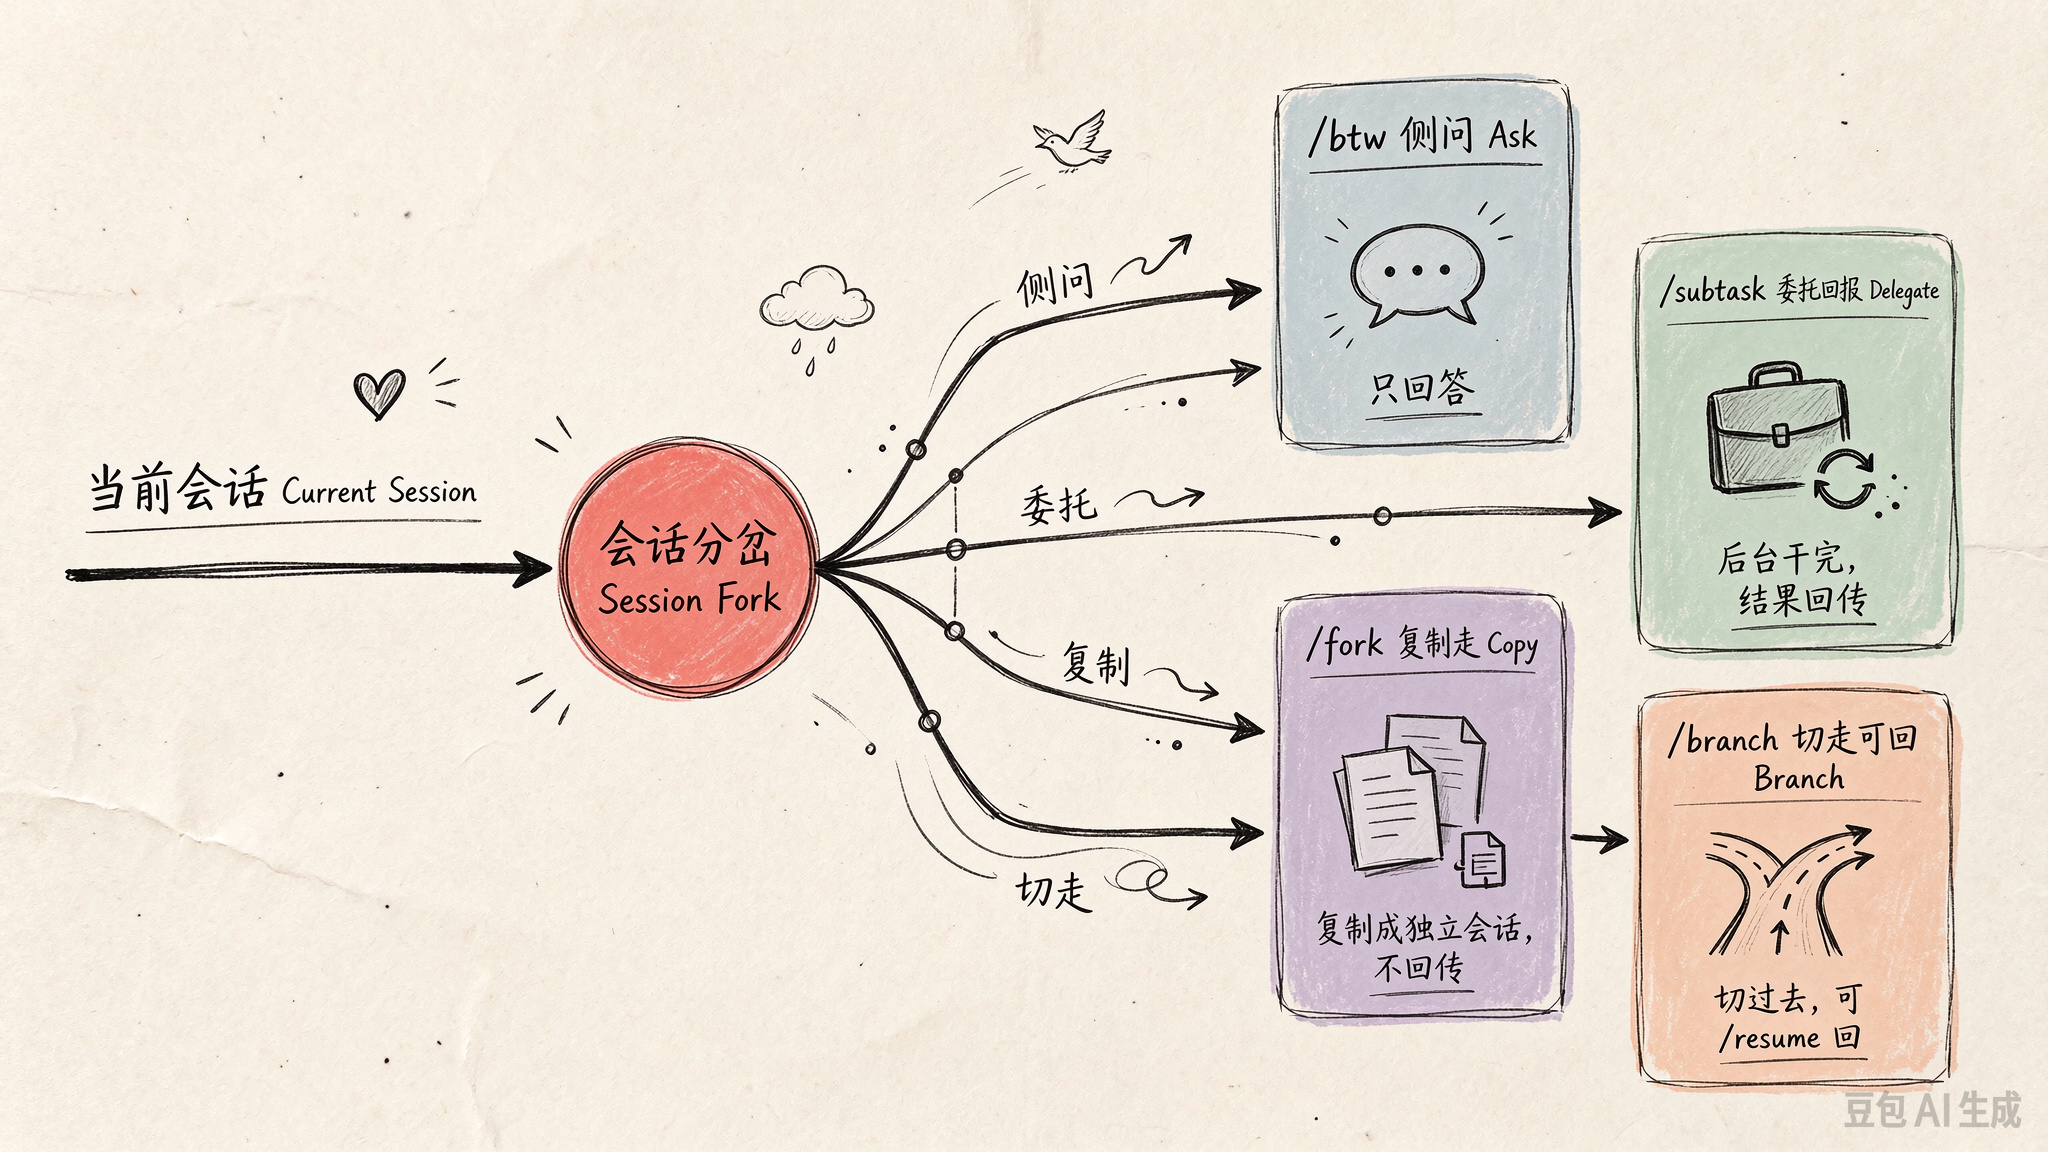 当前会话 Current Session
会话分岔
Session Fork
侧问
委托
复制
切走
/btw 侧问 Ask
只回答
/subtask 委托回报 Delegate
后台干完，
结果回传
/fork 复制走 Copy
复制成独立会话，
不回传
/branch 切走可回
Branch
切过去，可
/resume 回
豆包 AI 生成